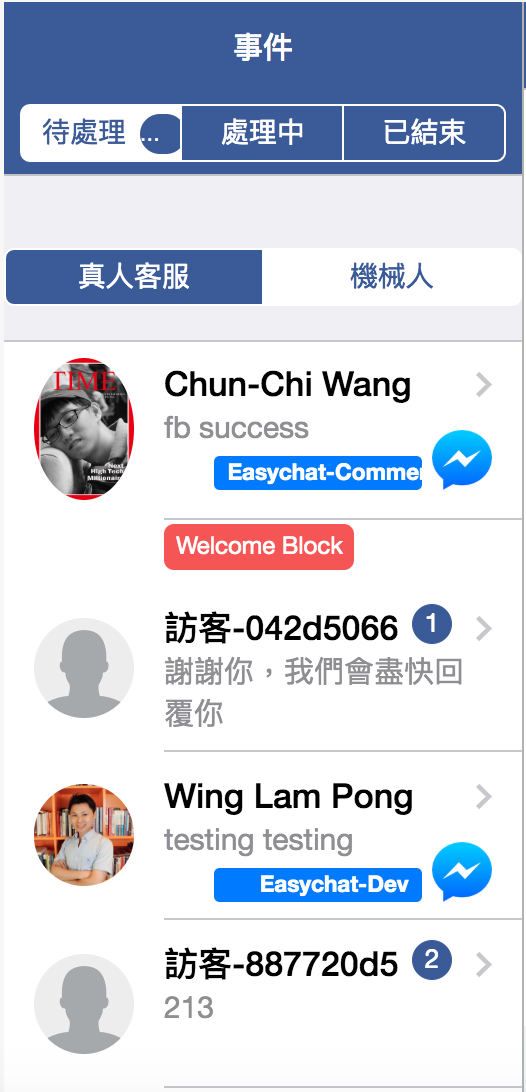 事件
待處理 ...
處理中
已結束
真人客服
機械人
TIME
Next
High Tech
Millionaire
Chun-Chi Wang
fb success
Easychat-Comme
Welcome Block
訪客-042d5066 1
謝謝你，我們會盡快回
覆你
Wing Lam Pong
testing testing
Easychat-Dev
訪客-887720d5 2
213